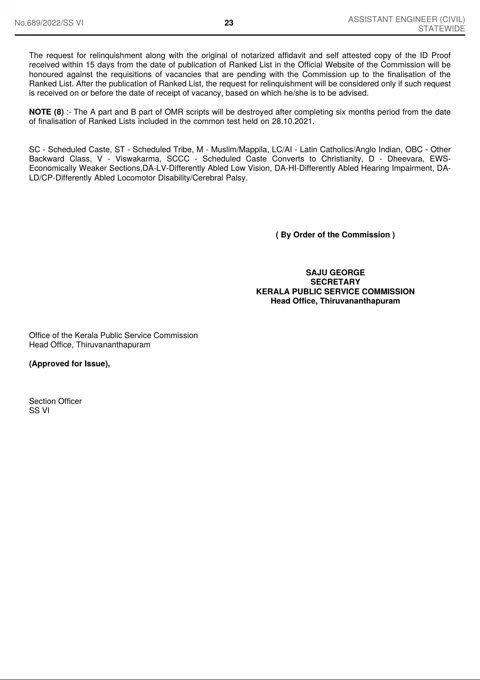 No.689/2022/SS VI
23
ASSISTANT ENGINEER (CIVIL)
STATEWIDE
The request for relinquishment along with the original of notarized affidavit and self attested copy of the ID Proof
received within 15 days from the date of publication of Ranked List in the Official Website of the Commission will be
honoured against the requisitions of vacancies that are pending with the Commission up to the finalisation of the
Ranked List. After the publication of Ranked List, the request for relinquishment will be considered only if such request
is received on or before the date of receipt of vacancy, based on which he/she is to be advised.
NOTE (8) :- The A part and B part of OMR scripts will be destroyed after completing six months period from the date
of finalisation of Ranked Lists included in the common test held on 28.10.2021.
SC - Scheduled Caste, ST - Scheduled Tribe, M - Muslim/Mappila, LC/AI - Latin Catholics/Anglo Indian, OBC - Other
Backward Class, V - Viswakarma, SCCC - Scheduled Caste Converts to Christianity, D - Dheevara, EWS-
Economically Weaker Sections,DA-LV-Differently Abled Low Vision, DA-HI-Differently Abled Hearing Impairment, DA-
LD/CP-Differently Abled Locomotor Disability/Cerebral Palsy.
( By Order of the Commission )
SAJU GEORGE
SECRETARY
KERALA PUBLIC SERVICE COMMISSION
Head Office, Thiruvananthapuram
Office of the Kerala Public Service Commission
Head Office, Thiruvananthapuram
(Approved for Issue),
Section Officer
SS VI